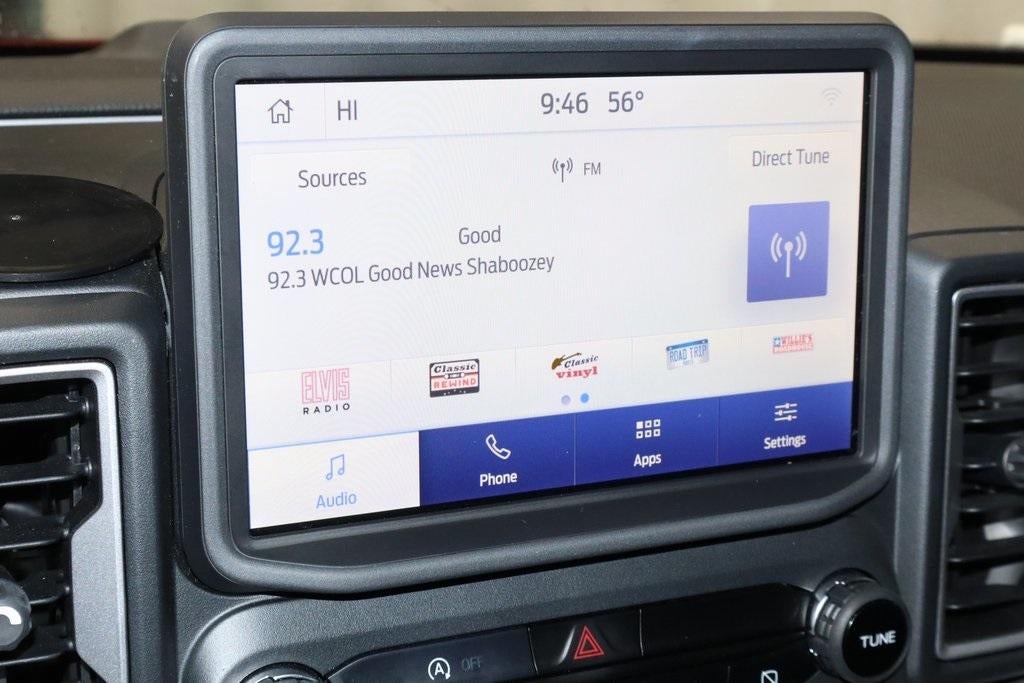 HI 9:46 56°
Sources FM Direct Tune
92.3 Good
92.3 WCOL Good News Shaboozey
ELVIS RADIO
Classic REWIND
Classic vinyl
ROAD TRIP
WILLIE'S
Audio Phone Apps Settings
A OFF
TUNE